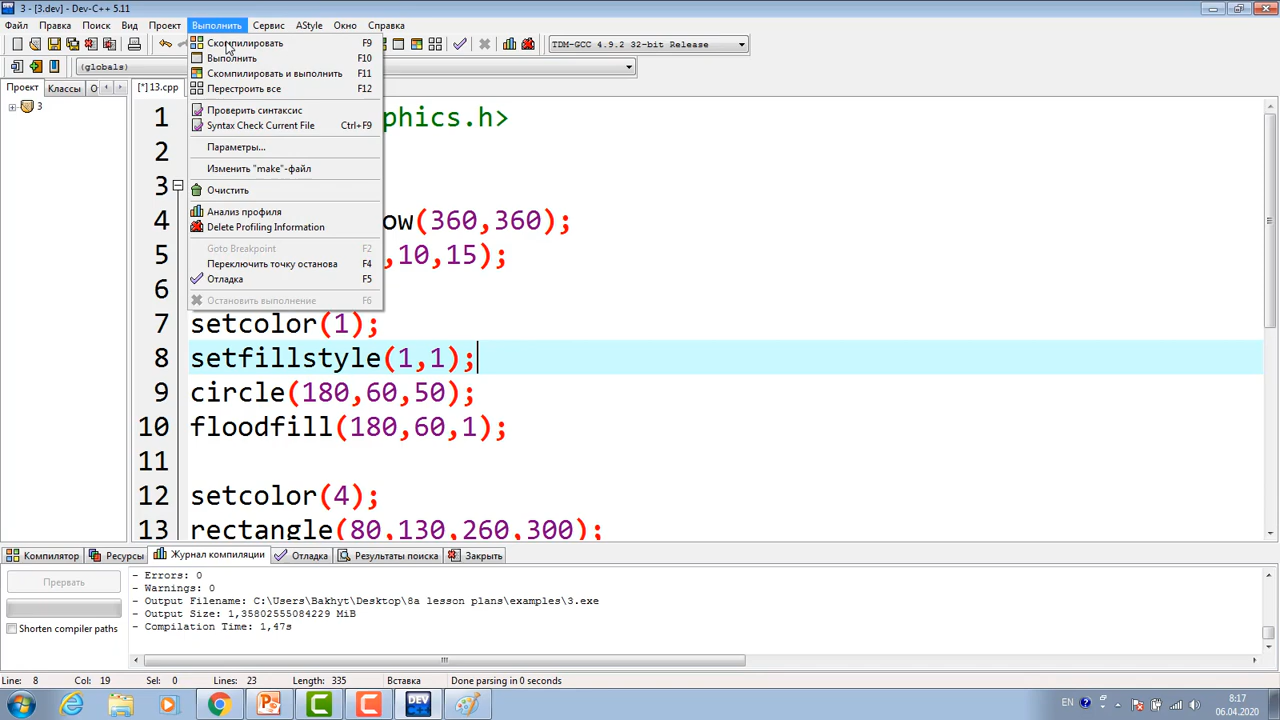 3 - [3.dev] - Dev-C++ 5.11
Файл Правка Поиск Вид Проект Выполнить Сервис AStyle Окно Справка
TDM-GCC 4.9.2 32-bit Release
(globals)
Проект Классы О
[*] 13.cpp
3
Скомпилировать F9
Выполнить F10
Скомпилировать и выполнить F11
Перестроить все F12
Проверить синтаксис
Syntax Check Current File Ctrl+F9
Параметры...
Изменить "make"-файл
Очистить
Анализ профиля
Delete Profiling Information
Goto Breakpoint F2
Переключить точку останова F4
Отладка F5
Остановить выполнение F6
1 phics.h>
2
3
4 ow(360,360);
5 ,10,15);
6
7 setcolor(1);
8 setfillstyle(1,1);
9 circle(180,60,50);
10 floodfill(180,60,1);
11
12 setcolor(4);
13 rectangle(80,130,260,300);
Компилятор Ресурсы Журнал компиляции Отладка Результаты поиска Закрыть
Прервать
Shorten compiler paths
- Errors: 0
- Warnings: 0
- Output Filename: C:\Users\Bakhyt\Desktop\8a lesson plans\examples\3.exe
- Output Size: 1,35802555084229 MiB
- Compilation Time: 1,47s
Line: 8 Col: 19 Sel: 0 Lines: 23 Length: 335 Вставка Done parsing in 0 seconds
DEV
EN
8:17
06.04.2020